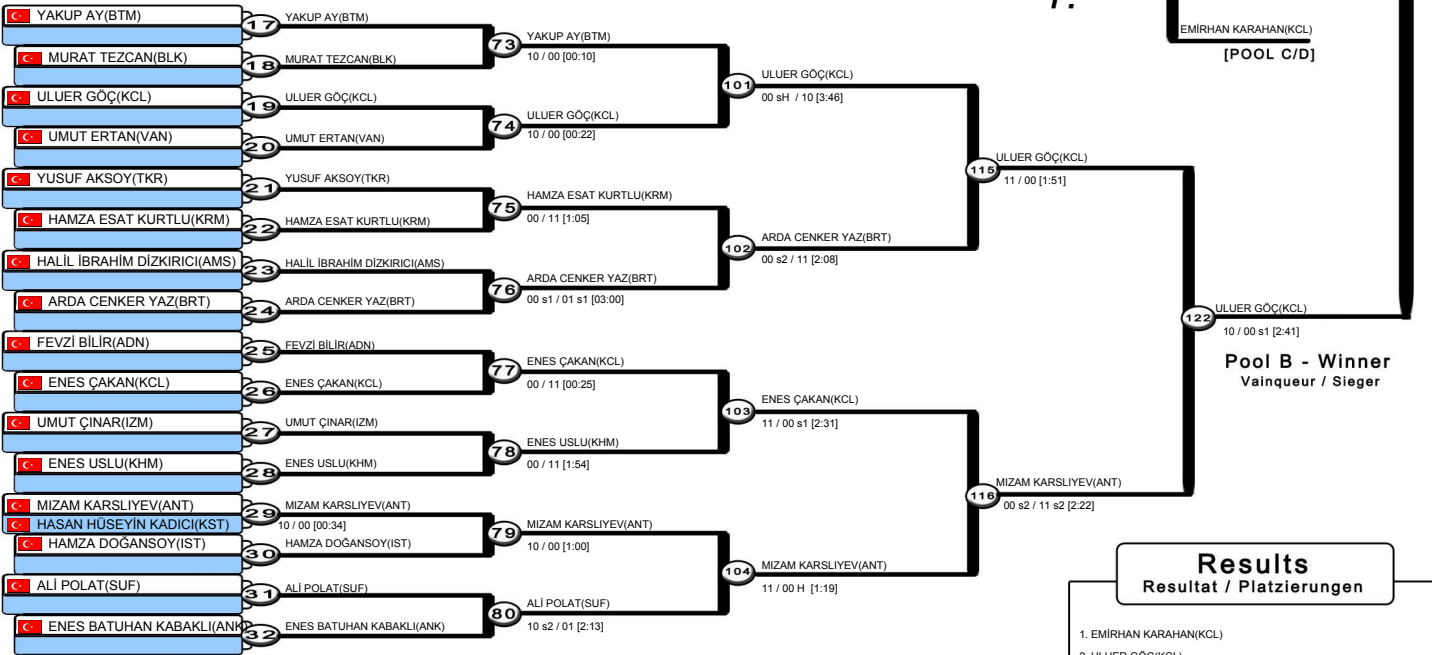 1.
EMİRHAN KARAHAN(KCL)
[POOL C/D]
YAKUP AY(BTM)
MURAT TEZCAN(BLK)
ULUER GÖÇ(KCL)
UMUT ERTAN(VAN)
YUSUF AKSOY(TKR)
HAMZA ESAT KURTLU(KRM)
HALİL İBRAHİM DİZKIRICI(AMS)
ARDA CENKER YAZ(BRT)
FEVZİ BİLİR(ADN)
ENES ÇAKAN(KCL)
UMUT ÇINAR(IZM)
ENES USLU(KHM)
MIZAM KARSLIYEV(ANT)
HASAN HÜSEYİN KADICI(KST)
HAMZA DOĞANSOY(IST)
ALİ POLAT(SUF)
ENES BATUHAN KABAKLI(ANK)
17 YAKUP AY(BTM)
18 MURAT TEZCAN(BLK)
19 ULUER GÖÇ(KCL)
20 UMUT ERTAN(VAN)
21 YUSUF AKSOY(TKR)
22 HAMZA ESAT KURTLU(KRM)
23 HALİL İBRAHİM DİZKIRICI(AMS)
24 ARDA CENKER YAZ(BRT)
25 FEVZİ BİLİR(ADN)
26 ENES ÇAKAN(KCL)
27 UMUT ÇINAR(IZM)
28 ENES USLU(KHM)
29 MIZAM KARSLIYEV(ANT)
10 / 00 [00:34]
30 HAMZA DOĞANSOY(IST)
31 ALİ POLAT(SUF)
32 ENES BATUHAN KABAKLI(ANK)
73 YAKUP AY(BTM)
10 / 00 [00:10]
74 ULUER GÖÇ(KCL)
10 / 00 [00:22]
75 HAMZA ESAT KURTLU(KRM)
00 / 11 [1:05]
76 ARDA CENKER YAZ(BRT)
00 s1 / 01 s1 [03:00]
77 ENES ÇAKAN(KCL)
00 / 11 [00:25]
78 ENES USLU(KHM)
00 / 11 [1:54]
79 MIZAM KARSLIYEV(ANT)
10 / 00 [1:00]
80 ALİ POLAT(SUF)
10 s2 / 01 [2:13]
101 ULUER GÖÇ(KCL)
00 sH / 10 [3:46]
102 ARDA CENKER YAZ(BRT)
00 s2 / 11 [2:08]
103 ENES ÇAKAN(KCL)
11 / 00 s1 [2:31]
104 MIZAM KARSLIYEV(ANT)
11 / 00 H [1:19]
115 ULUER GÖÇ(KCL)
11 / 00 [1:51]
116 MIZAM KARSLIYEV(ANT)
00 s2 / 11 s2 [2:22]
122 ULUER GÖÇ(KCL)
10 / 00 s1 [2:41]
Pool B - Winner
Vainqueur / Sieger
Results
Resultat / Platzierungen
1. EMİRHAN KARAHAN(KCL)
2. ULUER GÖÇ(KCL)